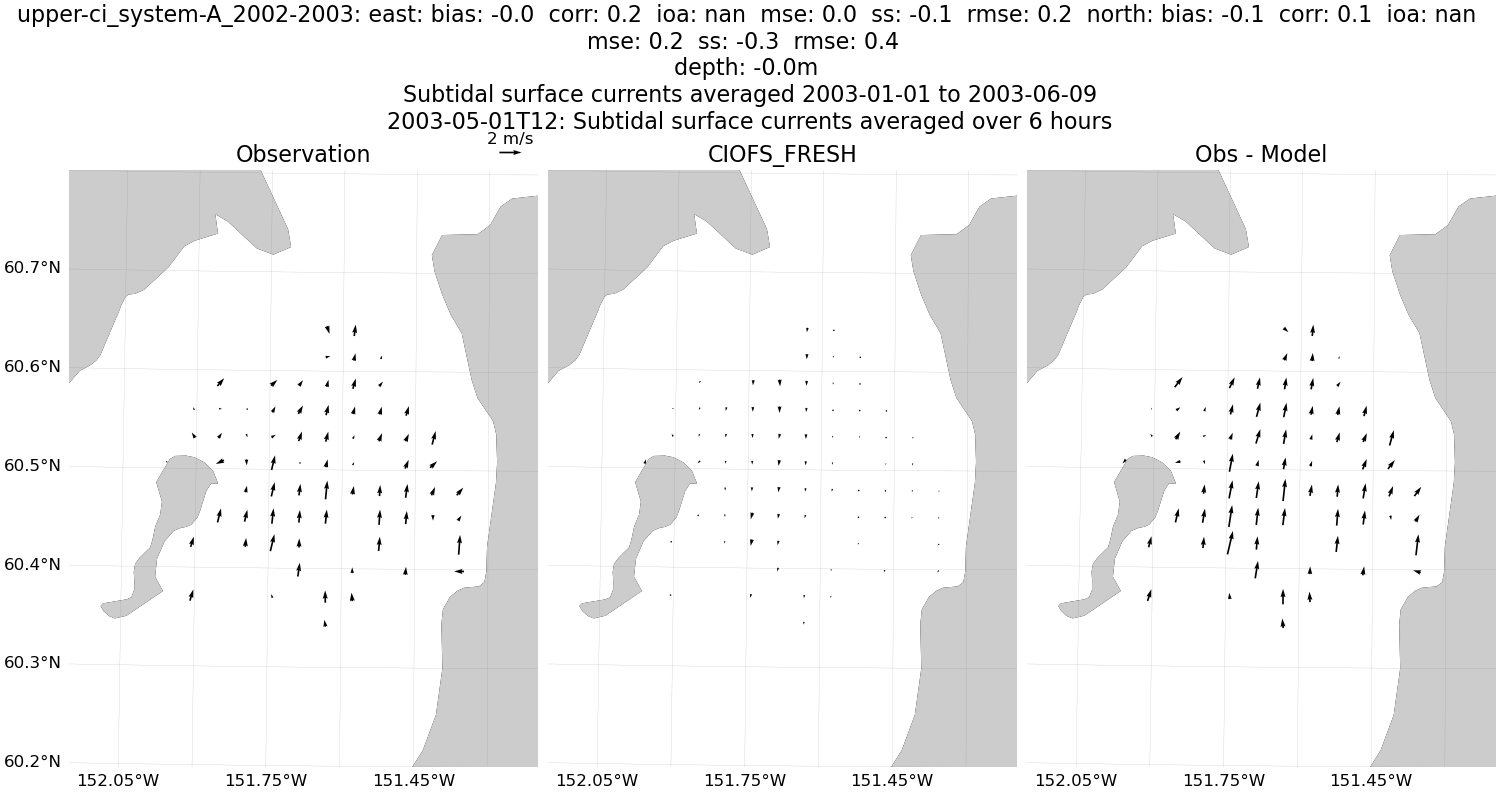 upper-ci_system-A_2002-2003: east: bias: -0.0  corr: 0.2  ioa: nan  mse: 0.0  ss: -0.1  rmse: 0.2  north: bias: -0.1  corr: 0.1  ioa: nan
mse: 0.2  ss: -0.3  rmse: 0.4
depth: -0.0m
Subtidal surface currents averaged 2003-01-01 to 2003-06-09
2003-05-01T12: Subtidal surface currents averaged over 6 hours
2 m/s
Observation
CIOFS_FRESH
Obs - Model
60.7°N
60.6°N
60.5°N
60.4°N
60.3°N
60.2°N
152.05°W
151.75°W
151.45°W
152.05°W
151.75°W
151.45°W
152.05°W
151.75°W
151.45°W